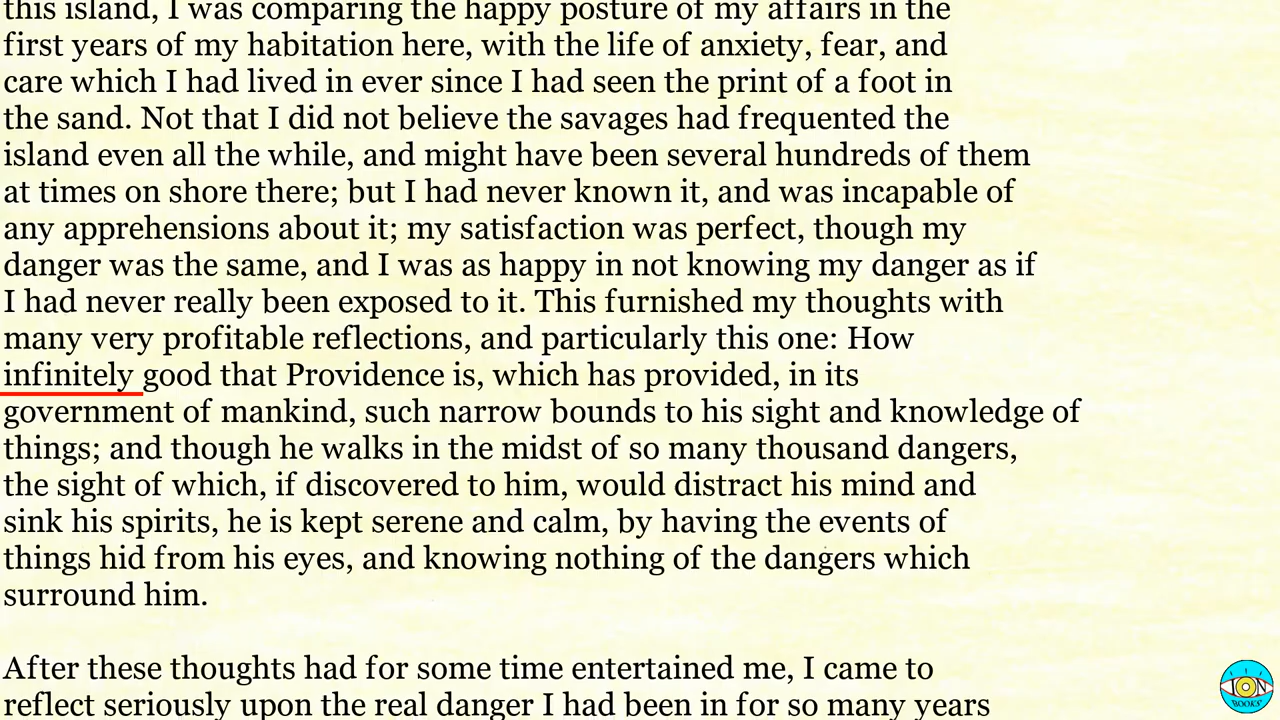 this island, I was comparing the happy posture of my affairs in the
first years of my habitation here, with the life of anxiety, fear, and
care which I had lived in ever since I had seen the print of a foot in
the sand. Not that I did not believe the savages had frequented the
island even all the while, and might have been several hundreds of them
at times on shore there; but I had never known it, and was incapable of
any apprehensions about it; my satisfaction was perfect, though my
danger was the same, and I was as happy in not knowing my danger as if
I had never really been exposed to it. This furnished my thoughts with
many very profitable reflections, and particularly this one: How
infinitely good that Providence is, which has provided, in its
government of mankind, such narrow bounds to his sight and knowledge of
things; and though he walks in the midst of so many thousand dangers,
the sight of which, if discovered to him, would distract his mind and
sink his spirits, he is kept serene and calm, by having the events of
things hid from his eyes, and knowing nothing of the dangers which
surround him.
After these thoughts had for some time entertained me, I came to
reflect seriously upon the real danger I had been in for so many years
ION
BOOKS